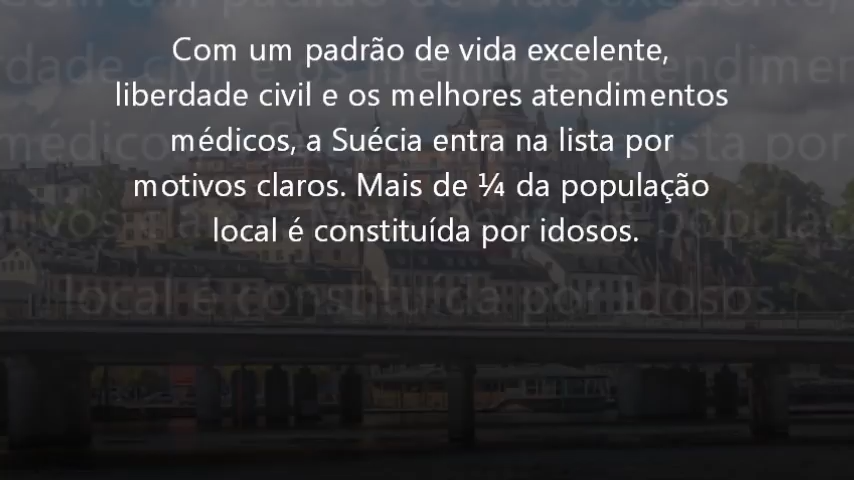 Com um padrão de vida excelente,
liberdade civil e os melhores atendimentos
médicos, a Suécia entra na lista por
motivos claros. Mais de ¼ da população
local é constituída por idosos.